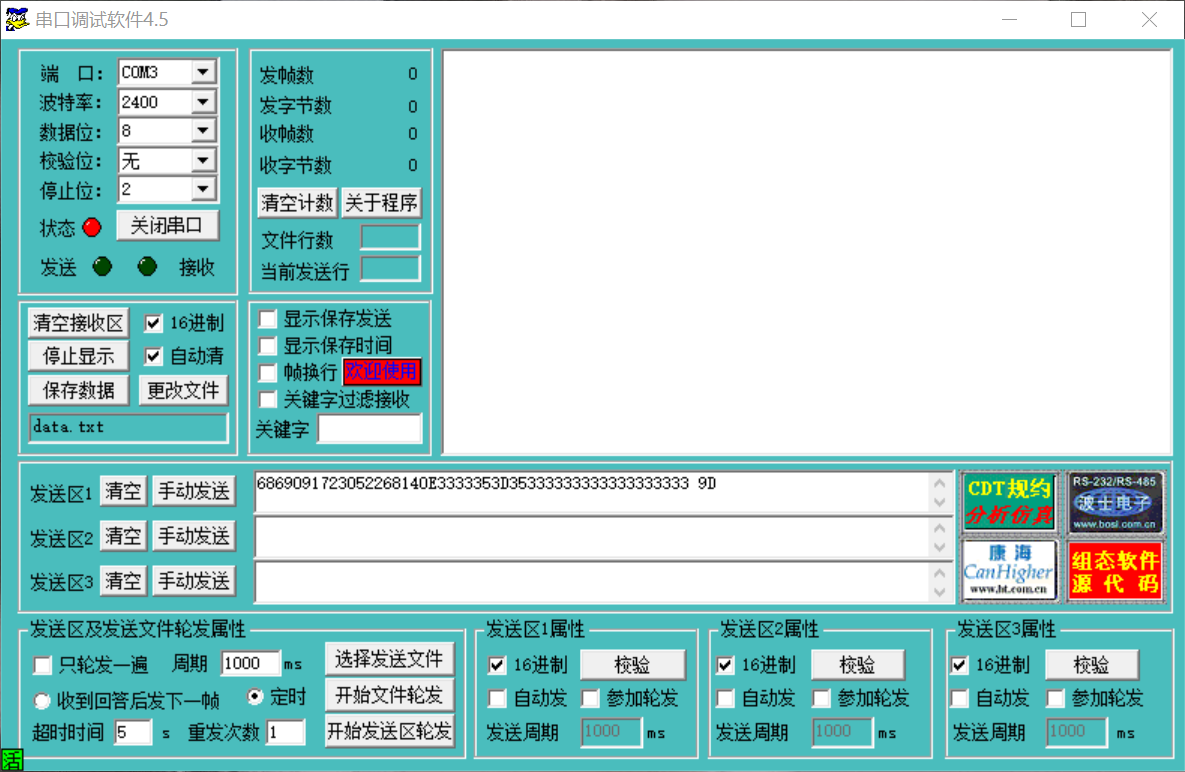 串口调试软件4.5
端 口: COM3
波特率: 2400
数据位: 8
校验位: 无
停止位: 2
状态 关闭串口
发送 接收
发帧数 0
发字节数 0
收帧数 0
收字节数 0
清空计数 关于程序
文件行数
当前发送行
清空接收区 16进制
停止显示 自动清
保存数据 更改文件
data.txt
显示保存发送
显示保存时间
帧换行 欢迎使用
关键字过滤接收
关键字
发送区1 清空 手动发送 6869091723052268140E3333353D35333333333333333333 9D
发送区2 清空 手动发送
发送区3 清空 手动发送
CDT规约
分析仿真
RS-232/RS-485
波士电子
www.bosi.com.cn
康海
CanHigher
www.ht.com.cn
组态软件
源代码
发送区及发送文件轮发属性
只轮发一遍 周期 1000 ms 选择发送文件
收到回答后发下一帧 定时 开始文件轮发
超时时间 5 s 重发次数 1 开始发送区轮发
发送区1属性
16进制 校验
自动发 参加轮发
发送周期 1000 ms
发送区2属性
16进制 校验
自动发 参加轮发
发送周期 1000 ms
发送区3属性
16进制 校验
自动发 参加轮发
发送周期 1000 ms
活